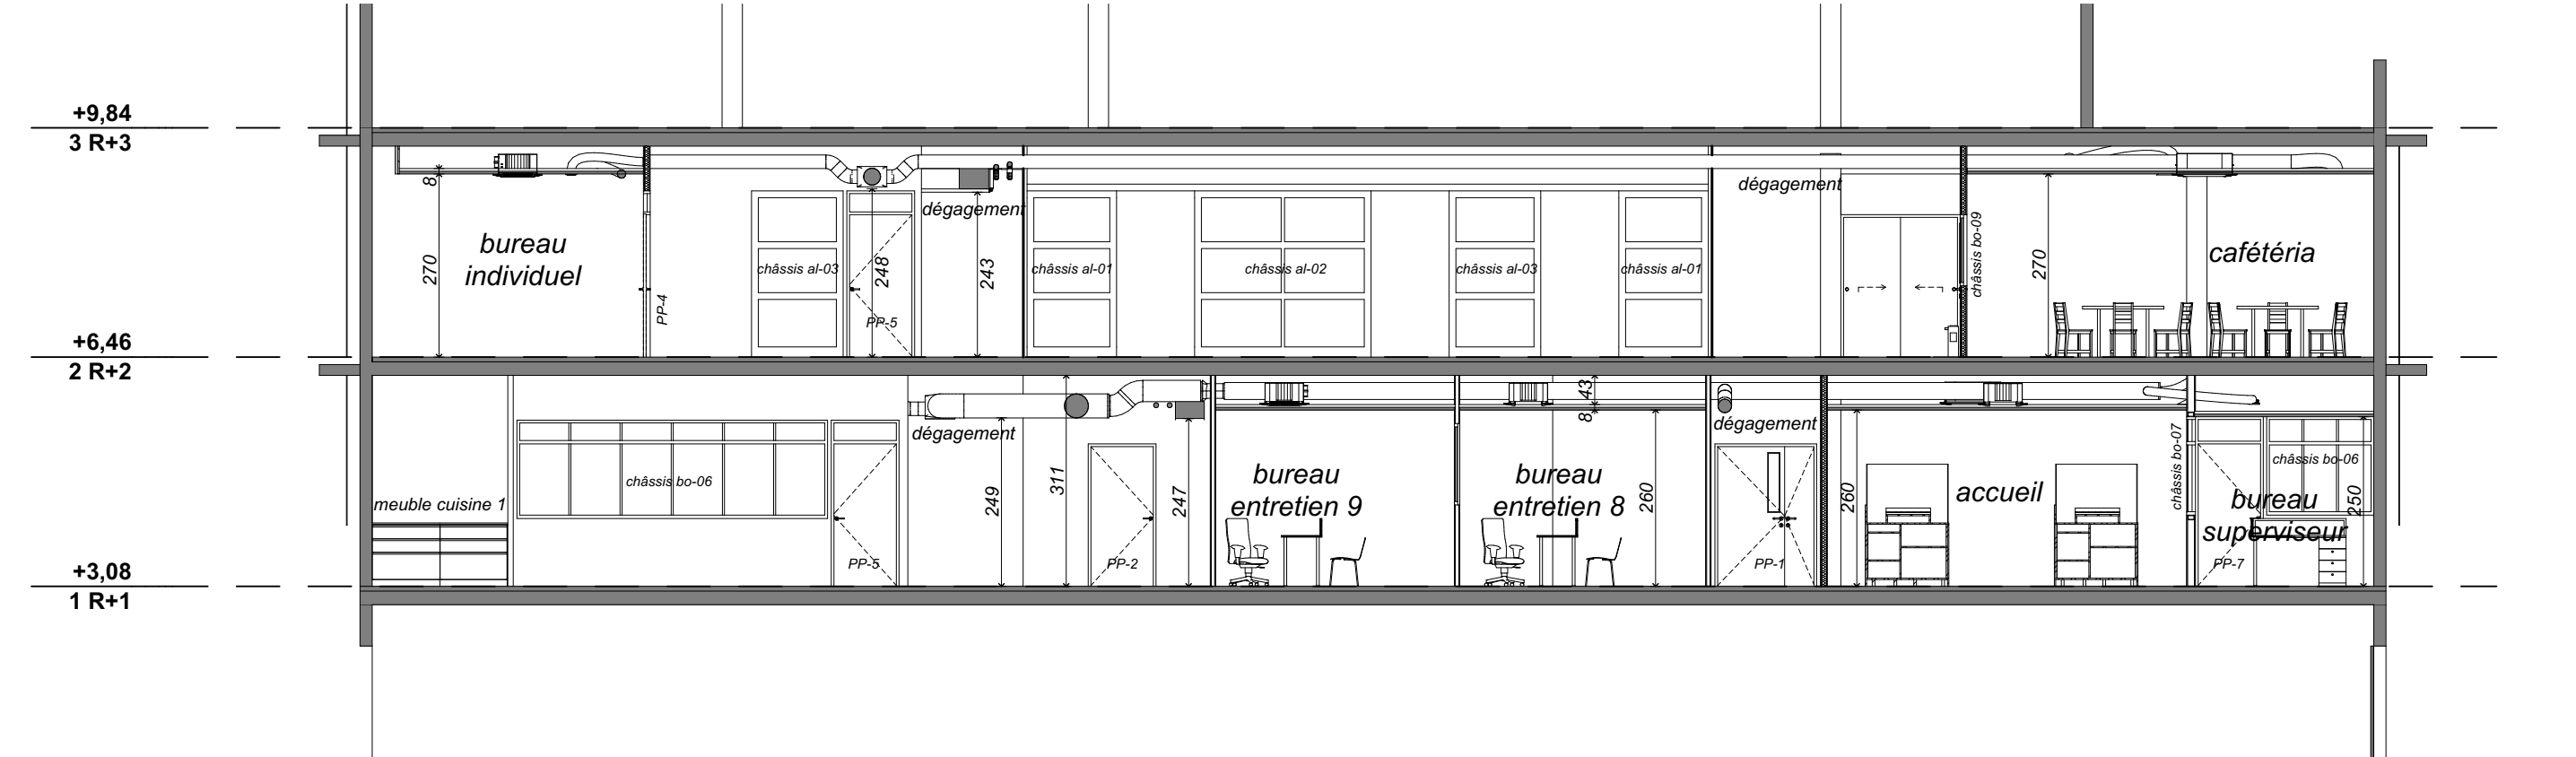 +9,84
3 R+3
8
dégagement
dégagement
bureau
individuel
270
PP-4
châssis al-03
248
PP-5
243
châssis al-01
châssis al-02
châssis al-03
châssis al-01
châssis bo-09
270
cafétéria
+6,46
2 R+2
43
8
dégagement
dégagement
meuble cuisine 1
châssis bo-06
PP-5
249
311
PP-2
247
bureau
entretien 9
bureau
entretien 8
260
PP-1
260
accueil
châssis bo-07
châssis bo-06
bureau
superviseur
250
PP-7
+3,08
1 R+1